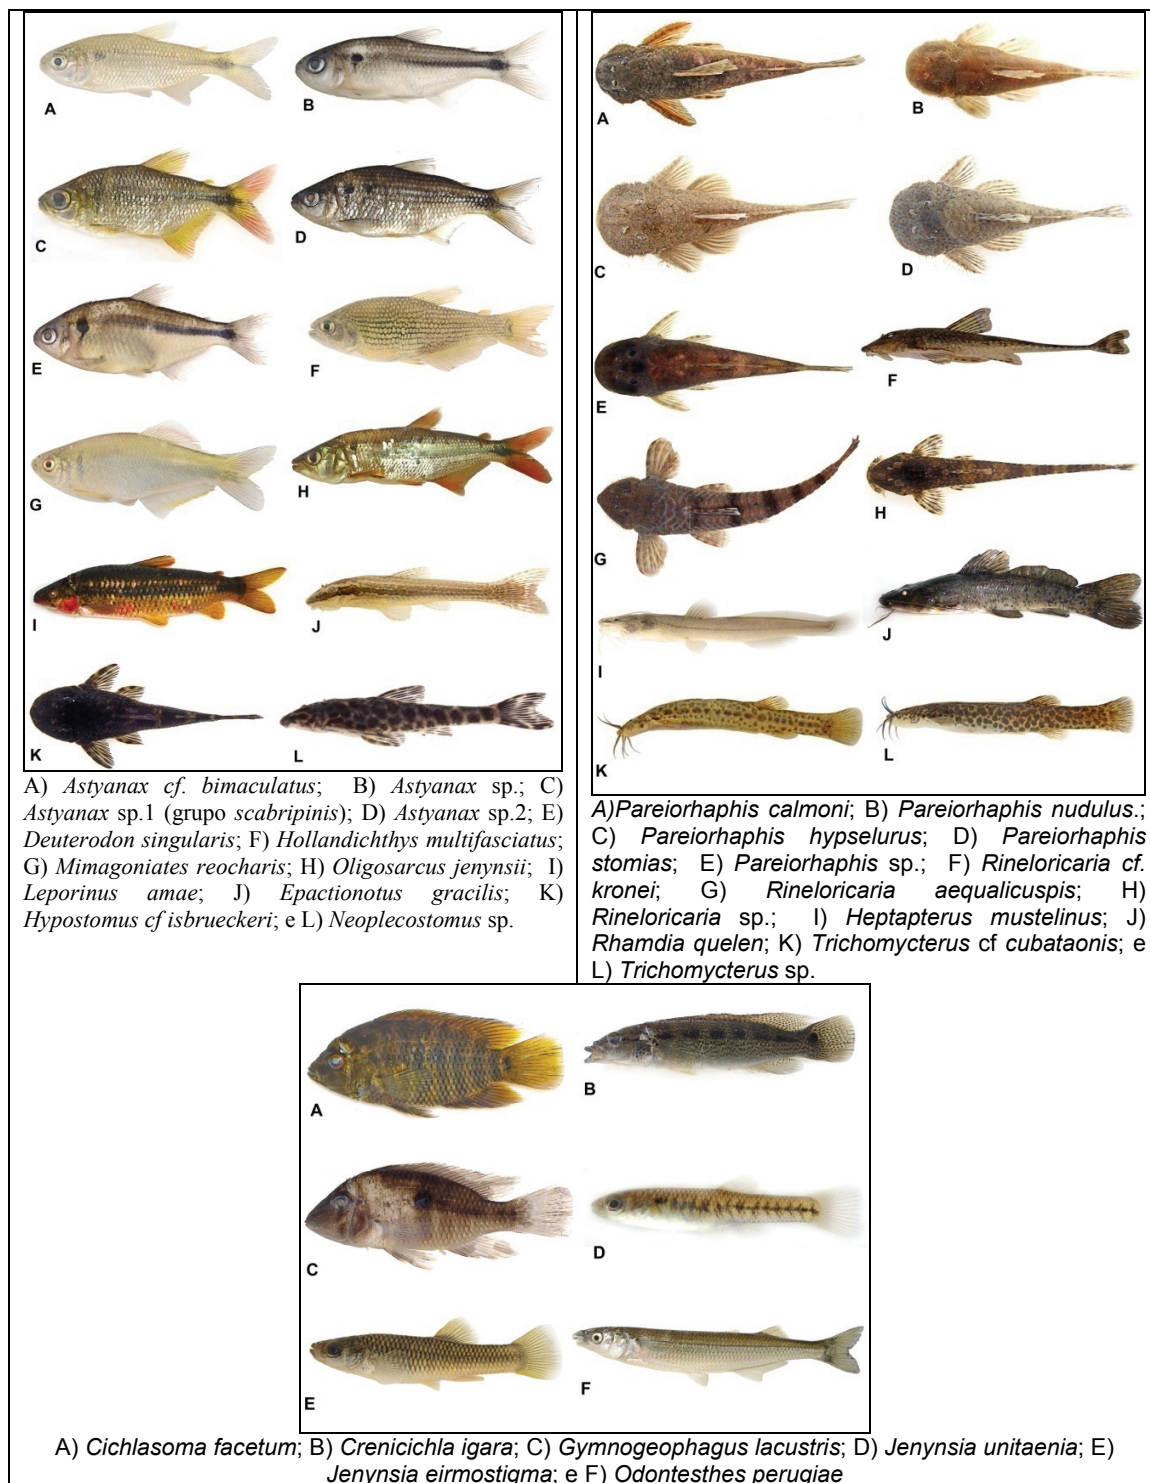 A
B
C
D
E
F
G
H
I
J
K
L
A) Astyanax cf. bimaculatus; B) Astyanax sp.; C)
Astyanax sp.1 (grupo scabripinis); D) Astyanax sp.2; E)
Deuterodon singularis; F) Hollandichthys multifasciatus;
G) Mimagoniates reocharis; H) Oligosarcus jenynsii; I)
Leporinus amae; J) Epactionotus gracilis; K)
Hypostomus cf isbrueckeri; e L) Neoplecostomus sp.
A
B
C
D
E
F
G
H
I
J
K
L
A)Pareiorhaphis calmoni; B) Pareiorhaphis nudulus.;
C) Pareiorhaphis hypselurus; D) Pareiorhaphis
stomias; E) Pareiorhaphis sp.; F) Rineloricaria cf.
kronei; G) Rineloricaria aequalicuspis; H)
Rineloricaria sp.; I) Heptapterus mustelinus; J)
Rhamdia quelen; K) Trichomycterus cf cubataonis; e
L) Trichomycterus sp.
A
B
C
D
E
F
A) Cichlasoma facetum; B) Crenicichla igara; C) Gymnogeophagus lacustris; D) Jenynsia unitaenia; E)
Jenynsia eirmostigma; e F) Odontesthes perugiae